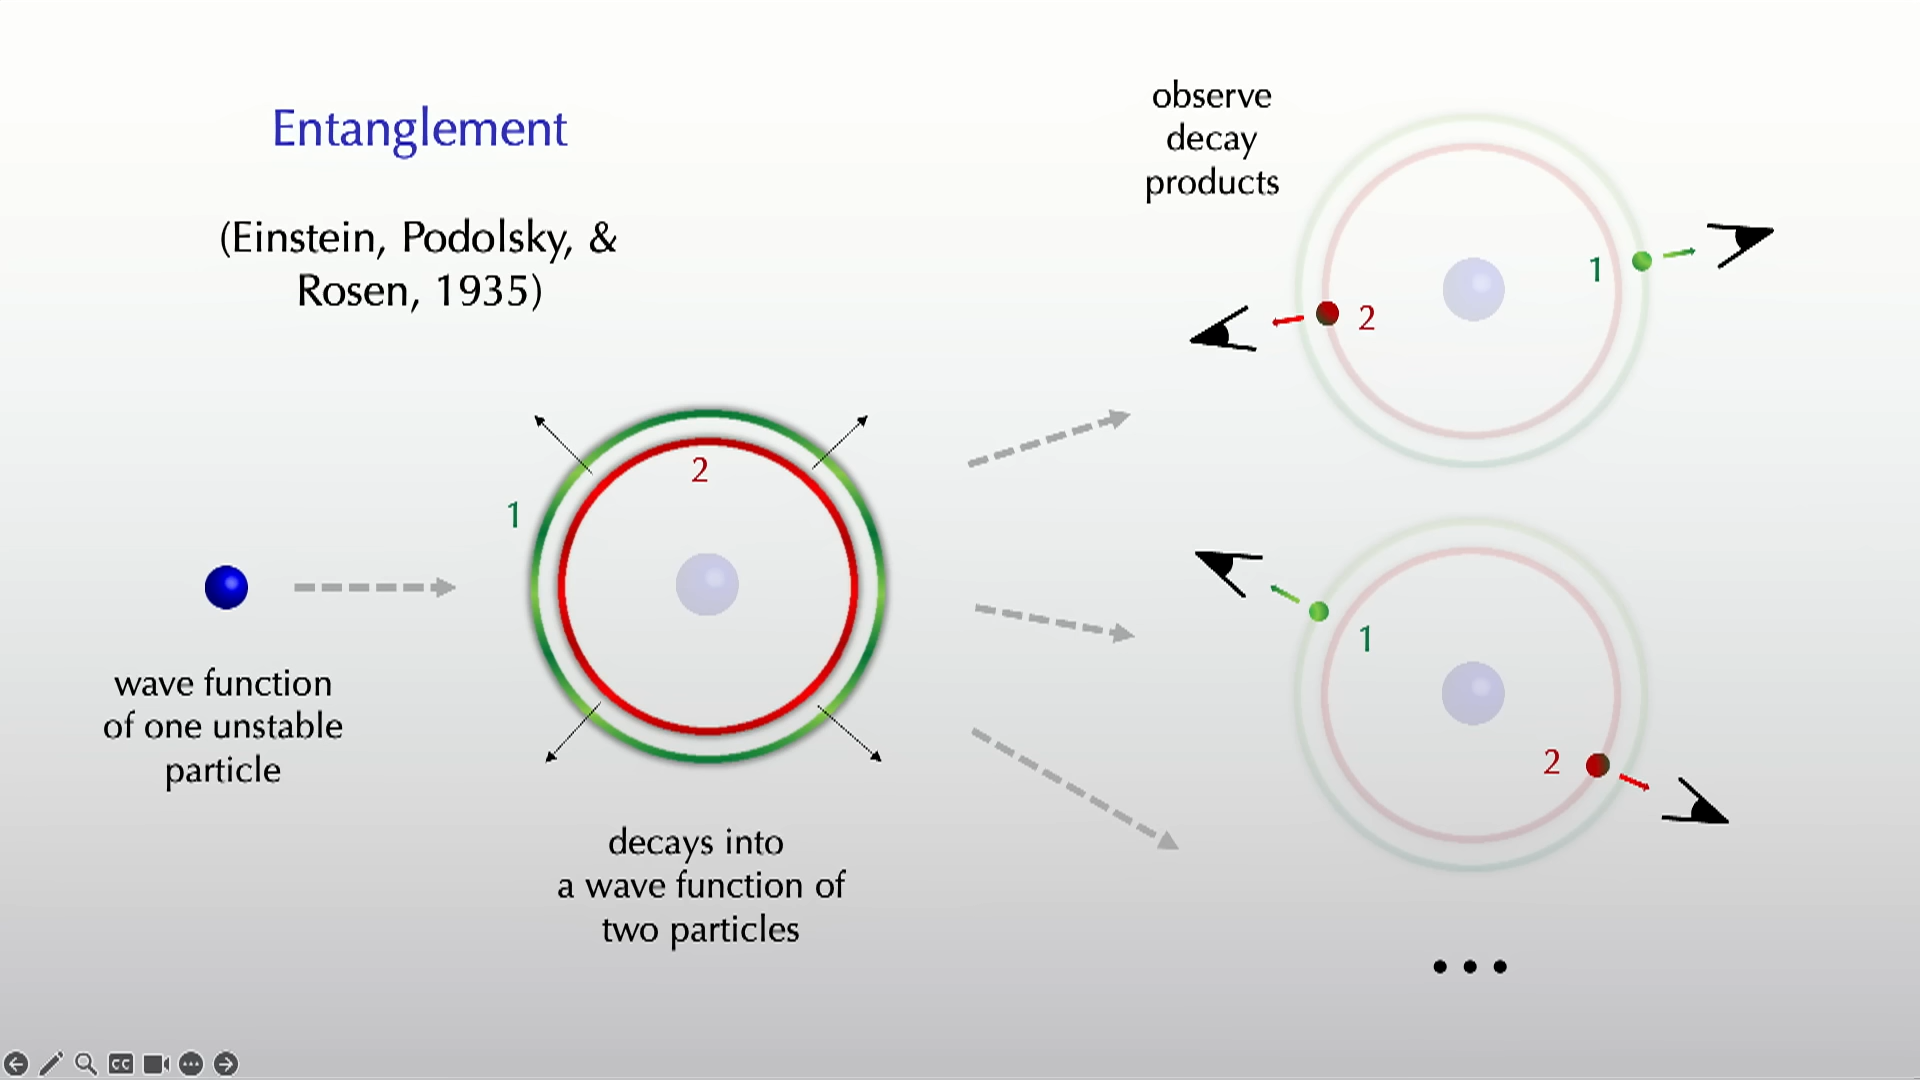 Entanglement
(Einstein, Podolsky, &
Rosen, 1935)
observe
decay
products
1
2
2
1
1
2
wave function
of one unstable
particle
decays into
a wave function of
two particles
...
CC